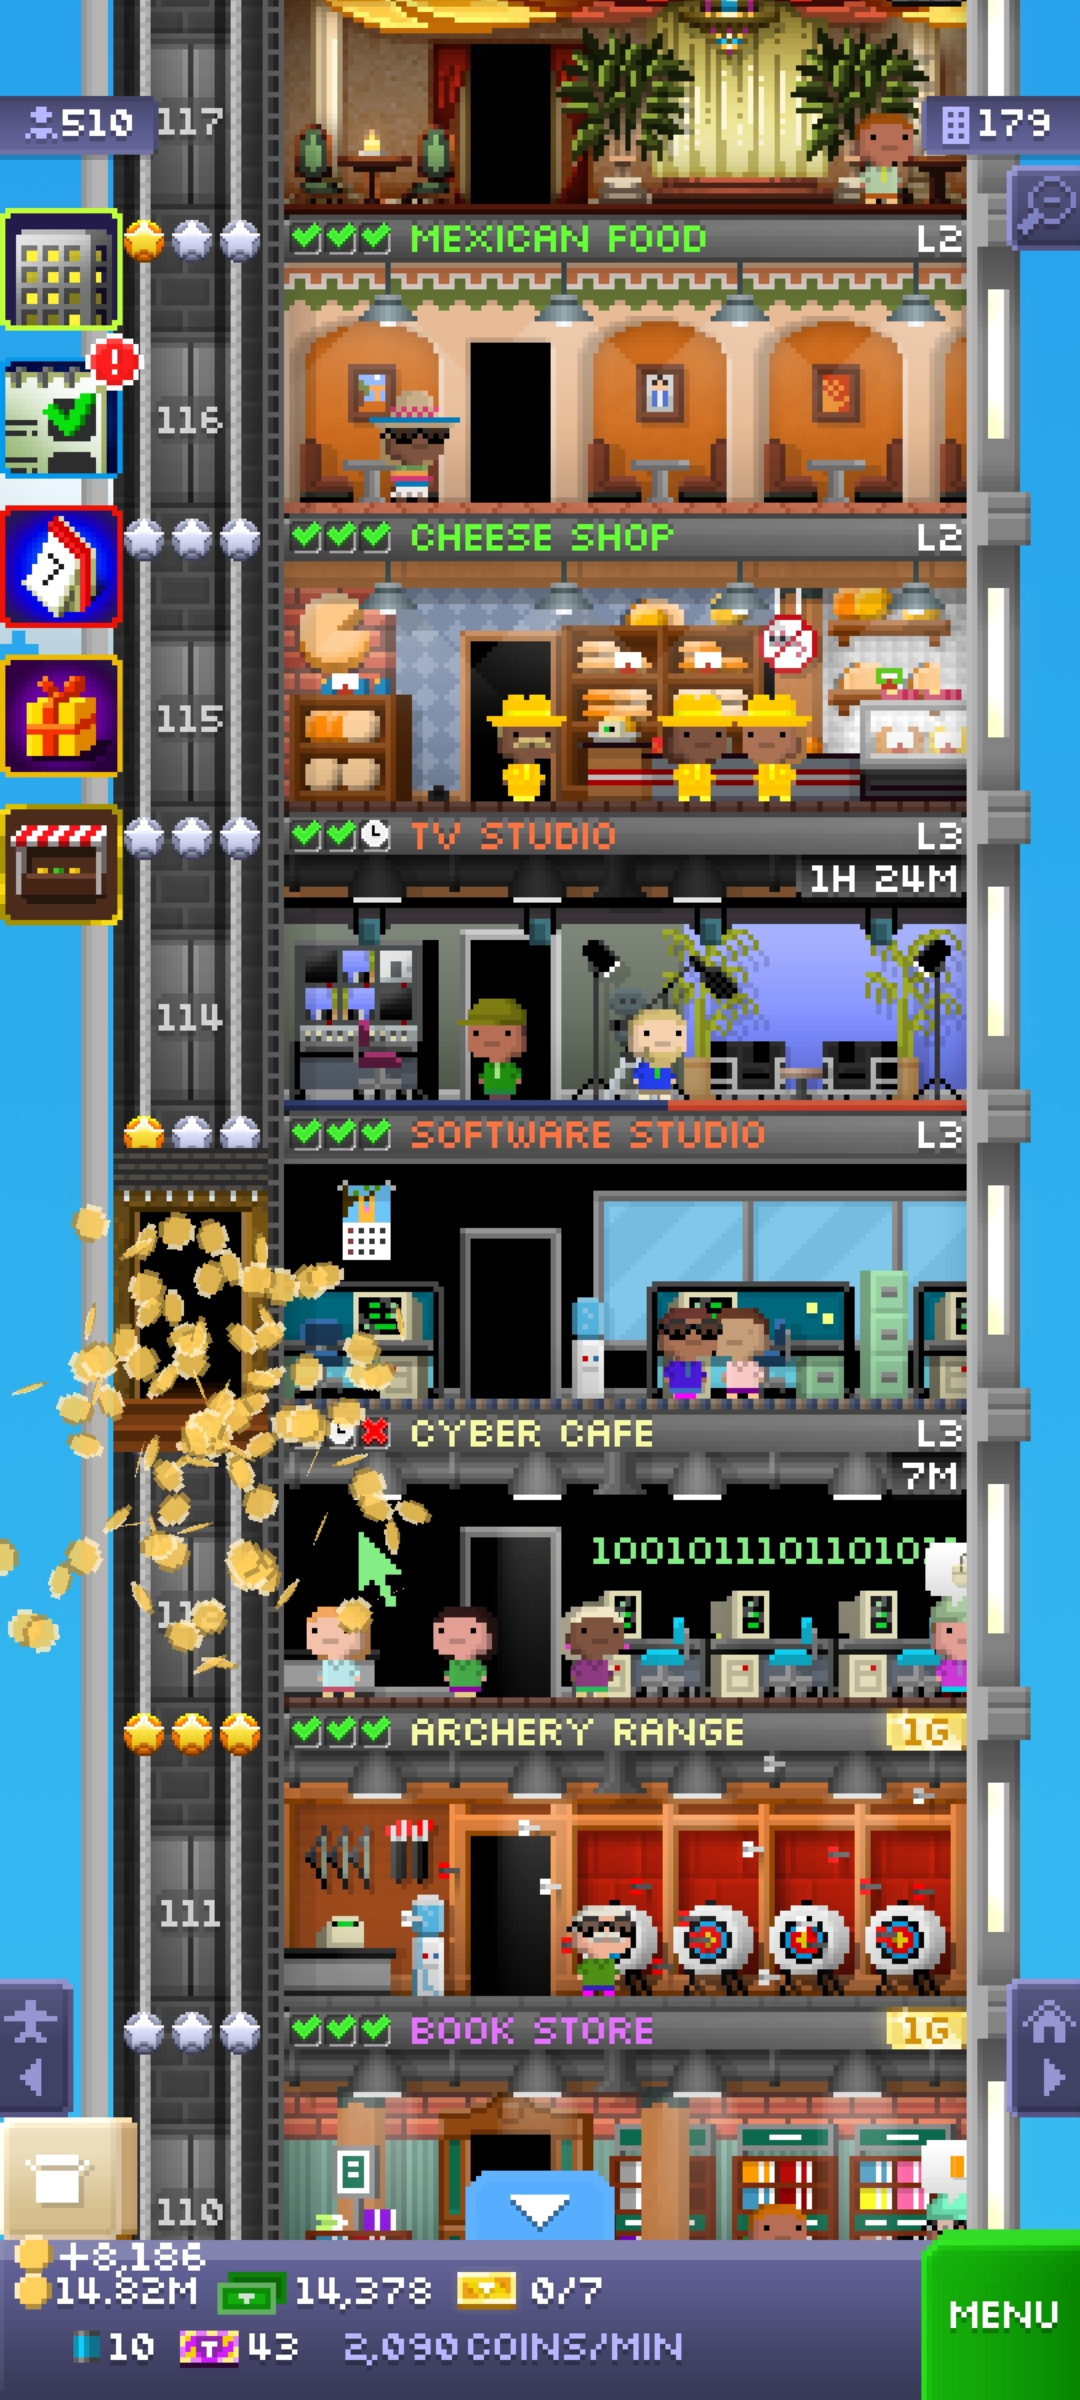 510
117
179
MEXICAN FOOD
L2
116
CHEESE SHOP
L2
7
115
TV STUDIO
L3
1H 24M
114
SOFTWARE STUDIO
L3
CYBER CAFE
L3
7M
100101110110101
ARCHERY RANGE
1G
111
BOOK STORE
1G
110
+8,186
14.82M
14,378
0/7
10
43
2,090 COINS/MIN
MENU